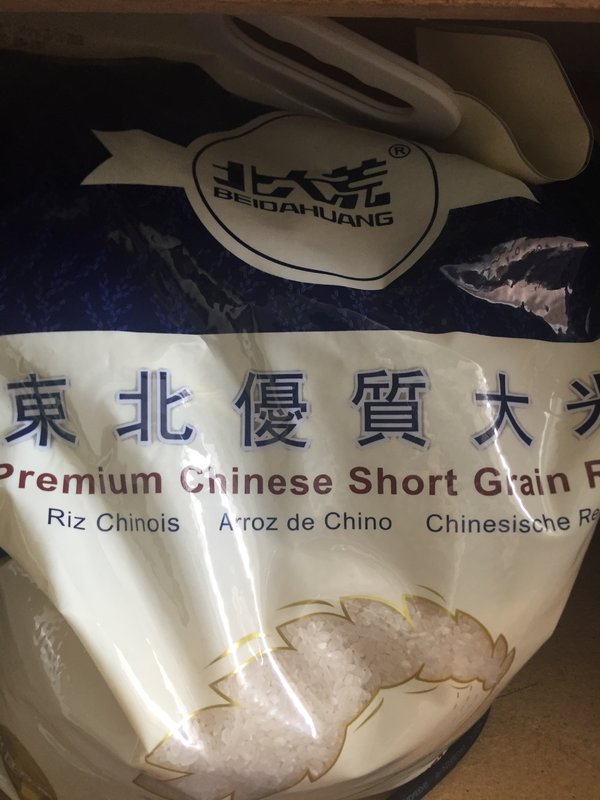 北大荒®
BEIDAHUANG
東北優質大米
Premium Chinese Short Grain
Riz Chinois Arroz de Chino Chinesische